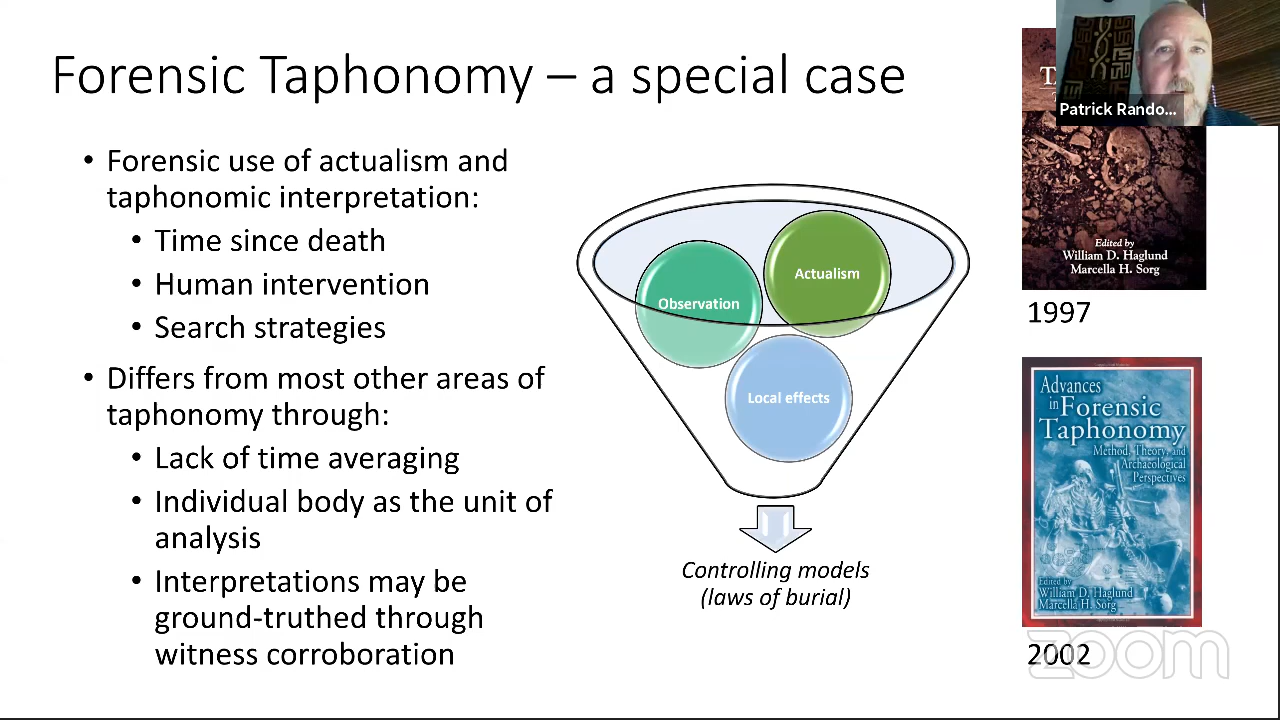 Forensic Taphonomy – a special case
• Forensic use of actualism and
taphonomic interpretation:
• Time since death
• Human intervention
• Search strategies
• Differs from most other areas of
taphonomy through:
• Lack of time averaging
• Individual body as the unit of
analysis
• Interpretations may be
ground-truthed through
witness corroboration
Observation
Actualism
Local effects
Controlling models
(laws of burial)
Patrick Rando...
Edited by
William D. Haglund
Marcella H. Sorg
1997
Advances
in Forensic
Taphonomy
Method, Theory, and
Archaeological
Perspectives
Edited by
William D. Haglund
Marcella H. Sorg
2002
zoom